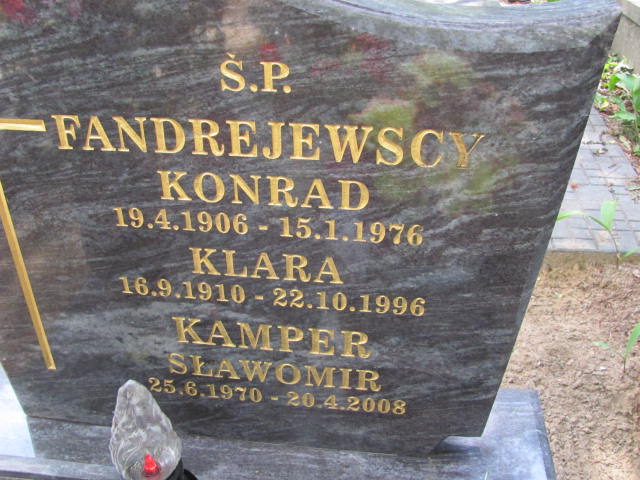 Š.P.
FANDREJEWSCY
KONRAD
19.4.1906 - 15.1.1976
KLARA
16.9.1910 - 22.10.1996
KAMPER
SŁAWOMIR
25.6.1970 - 20.4.2008